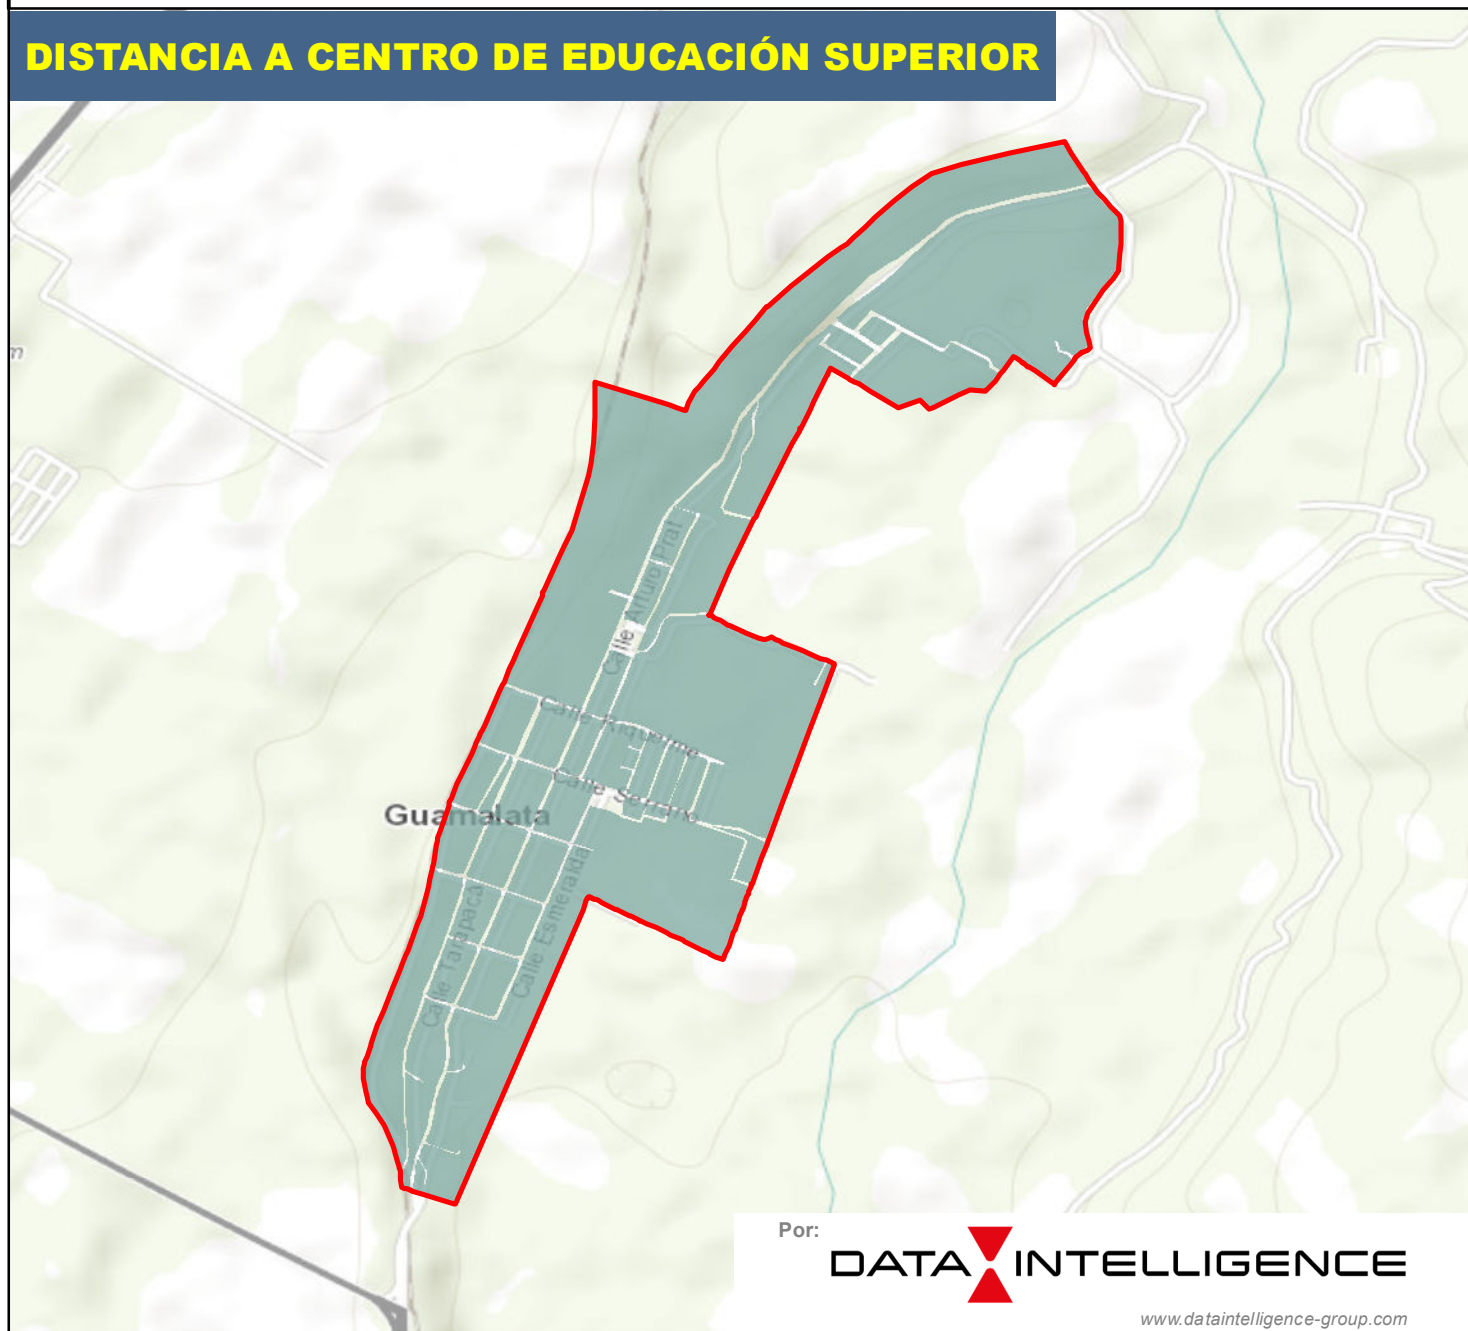 DISTANCIA A CENTRO DE EDUCACIÓN SUPERIOR
m
Calle Arturo Prat
Calle Riquelme
Calle Serrano
Guamalata
Calle Esmeralda
Calle Tarapaca
Por:
DATA INTELLIGENCE
www.dataintelligence-group.com